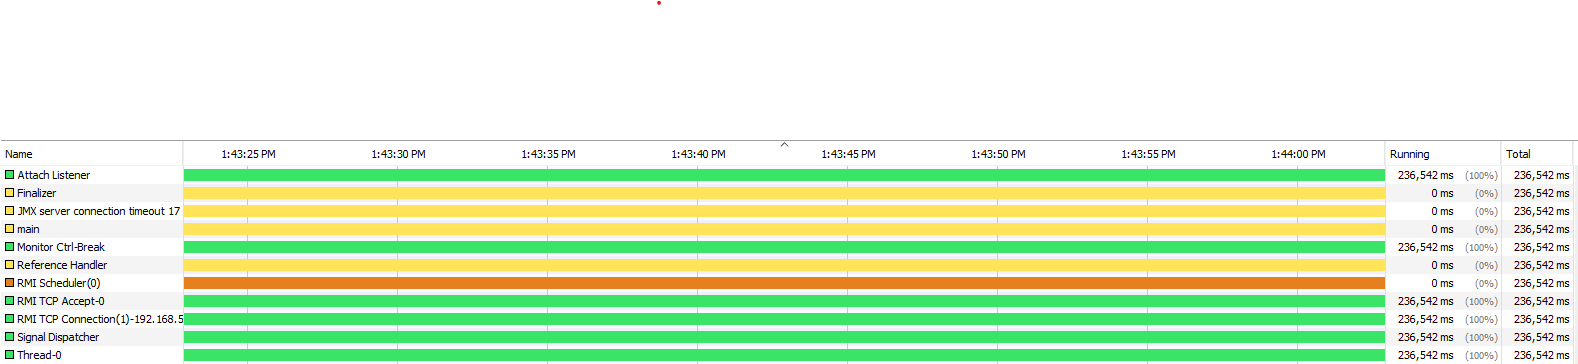 Name 1:43:25 PM 1:43:30 PM 1:43:35 PM 1:43:40 PM 1:43:45 PM 1:43:50 PM 1:43:55 PM 1:44:00 PM Running Total
Attach Listener 236,542 ms (100%) 236,542 ms
Finalizer 0 ms (0%) 236,542 ms
JMX server connection timeout 17 0 ms (0%) 236,542 ms
main 0 ms (0%) 236,542 ms
Monitor Ctrl-Break 236,542 ms (100%) 236,542 ms
Reference Handler 0 ms (0%) 236,542 ms
RMI Scheduler(0) 0 ms (0%) 236,542 ms
RMI TCP Accept-0 236,542 ms (100%) 236,542 ms
RMI TCP Connection(1)-192.168.5 236,542 ms (100%) 236,542 ms
Signal Dispatcher 236,542 ms (100%) 236,542 ms
Thread-0 236,542 ms (100%) 236,542 ms